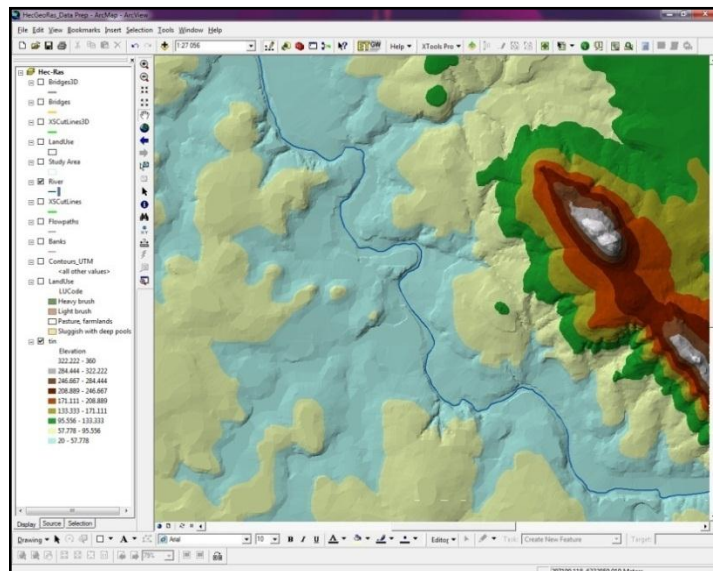 HecGeoRas_Data Prep - ArcMap - ArcView
File Edit View Bookmarks Insert Selection Tools Window Help
1:27 056
Help
XTools Pro
Hec-Ras
Bridges3D
Bridges
XSCutLines3D
LandUse
Study Area
River
XSCutLines
Flowpaths
Banks
Contours_UTM
<all other values>
LandUse
LUCode
Heavy brush
Light brush
Pasture, farmlands
Sluggish with deep pools
tin
Elevation
322.222 - 360
284.444 - 322.222
246.667 - 284.444
208.889 - 246.667
171.111 - 208.889
133.333 - 171.111
95.556 - 133.333
57.778 - 95.556
20 - 57.778
Display Source Selection
Drawing A Arial 10 B I U A Editor Task: Create New Feature Target: